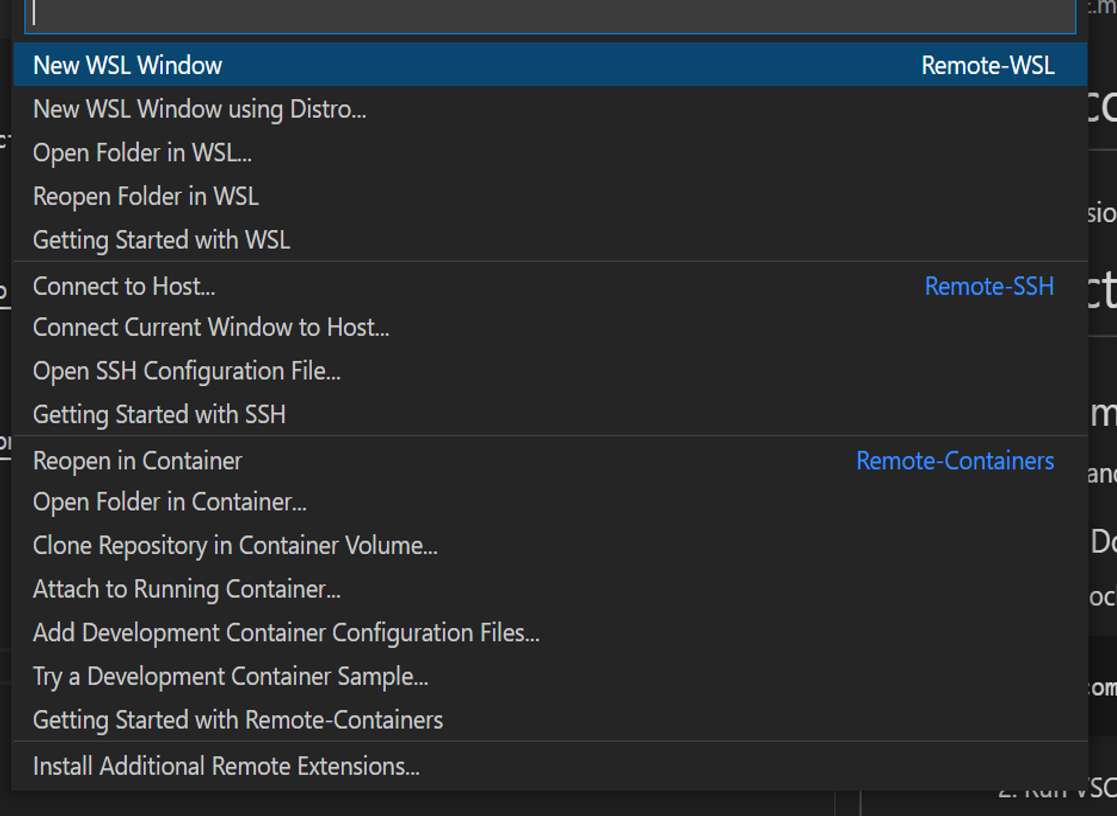 New WSL Window Remote-WSL
New WSL Window using Distro...
Open Folder in WSL...
Reopen Folder in WSL
Getting Started with WSL
Connect to Host... Remote-SSH
Connect Current Window to Host...
Open SSH Configuration File...
Getting Started with SSH
Reopen in Container Remote-Containers
Open Folder in Container...
Clone Repository in Container Volume...
Attach to Running Container...
Add Development Container Configuration Files...
Try a Development Container Sample...
Getting Started with Remote-Containers
Install Additional Remote Extensions...